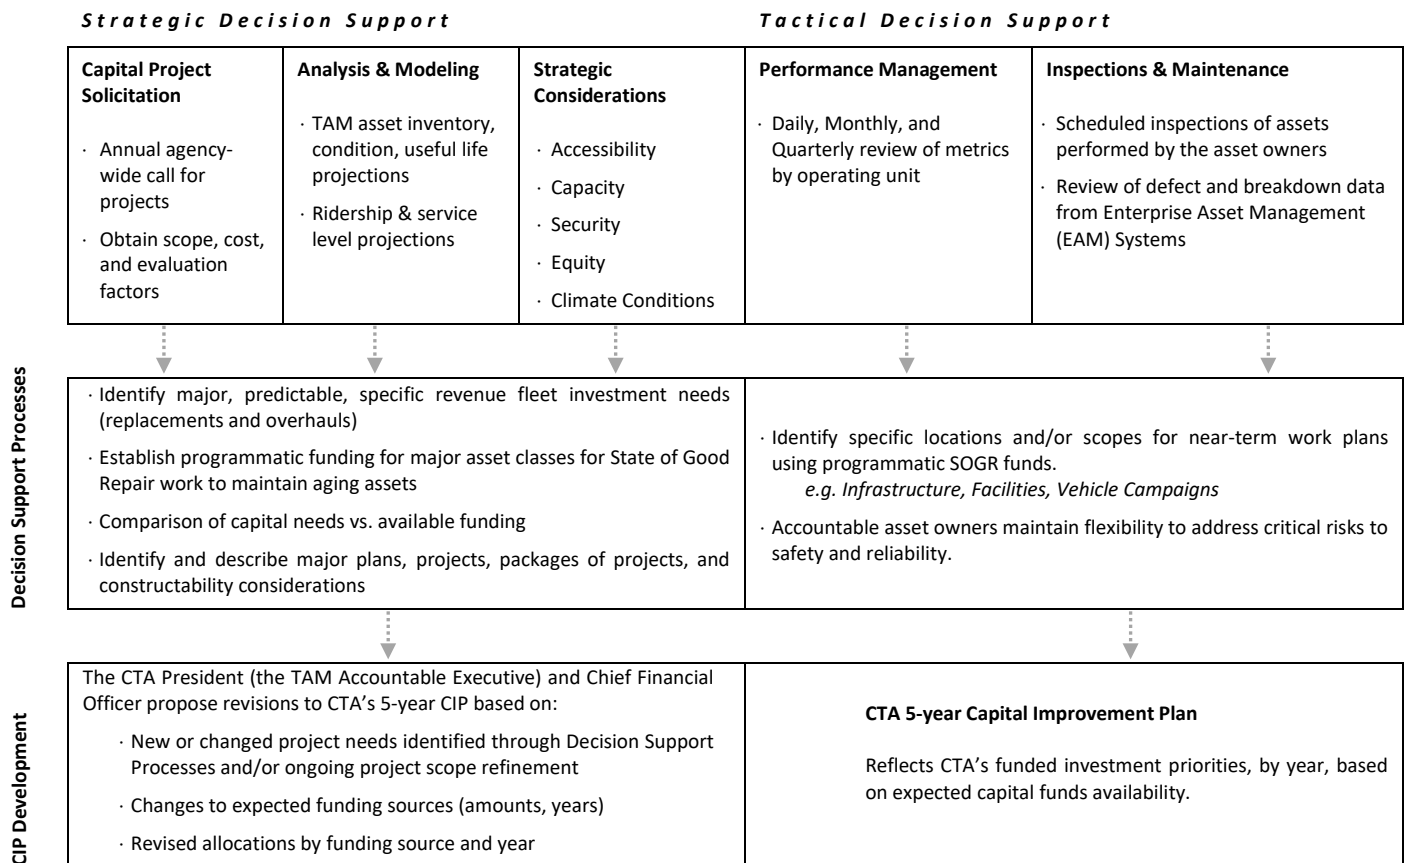 Strategic Decision Support
Tactical Decision Support
Capital Project
Solicitation
· Annual agency-
wide call for
projects
· Obtain scope, cost,
and evaluation
factors
Analysis & Modeling
· TAM asset inventory,
condition, useful life
projections
· Ridership & service
level projections
Strategic
Considerations
· Accessibility
· Capacity
· Security
· Equity
· Climate Conditions
Performance Management
· Daily, Monthly, and
Quarterly review of metrics
by operating unit
Inspections & Maintenance
· Scheduled inspections of assets
performed by the asset owners
· Review of defect and breakdown data
from Enterprise Asset Management
(EAM) Systems
Decision Support Processes
· Identify major, predictable, specific revenue fleet investment needs
(replacements and overhauls)
· Establish programmatic funding for major asset classes for State of Good
Repair work to maintain aging assets
· Comparison of capital needs vs. available funding
· Identify and describe major plans, projects, packages of projects, and
constructability considerations
· Identify specific locations and/or scopes for near-term work plans
using programmatic SOGR funds.
e.g. Infrastructure, Facilities, Vehicle Campaigns
· Accountable asset owners maintain flexibility to address critical risks to
safety and reliability.
CIP Development
The CTA President (the TAM Accountable Executive) and Chief Financial
Officer propose revisions to CTA’s 5-year CIP based on:
· New or changed project needs identified through Decision Support
Processes and/or ongoing project scope refinement
· Changes to expected funding sources (amounts, years)
· Revised allocations by funding source and year
CTA 5-year Capital Improvement Plan
Reflects CTA’s funded investment priorities, by year, based
on expected capital funds availability.